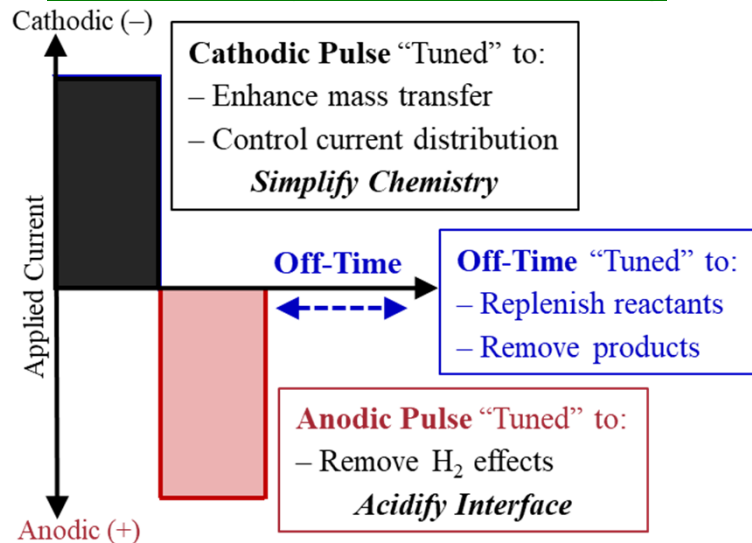 Cathodic (–)
Cathodic Pulse “Tuned” to:
– Enhance mass transfer
– Control current distribution
Simplify Chemistry
Applied Current
Off-Time
Off-Time “Tuned” to:
– Replenish reactants
– Remove products
Anodic Pulse “Tuned” to:
– Remove H₂ effects
Acidify Interface
Anodic (+)